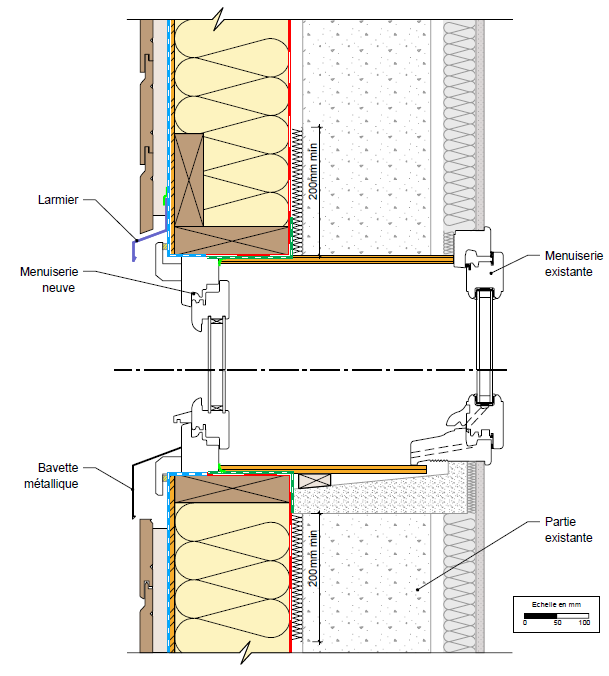 200mm min
Larmier
Menuiserie
neuve
Menuiserie
existante
Bavette
métallique
Partie
existante
200mm min
Echelle en mm
0 50 100